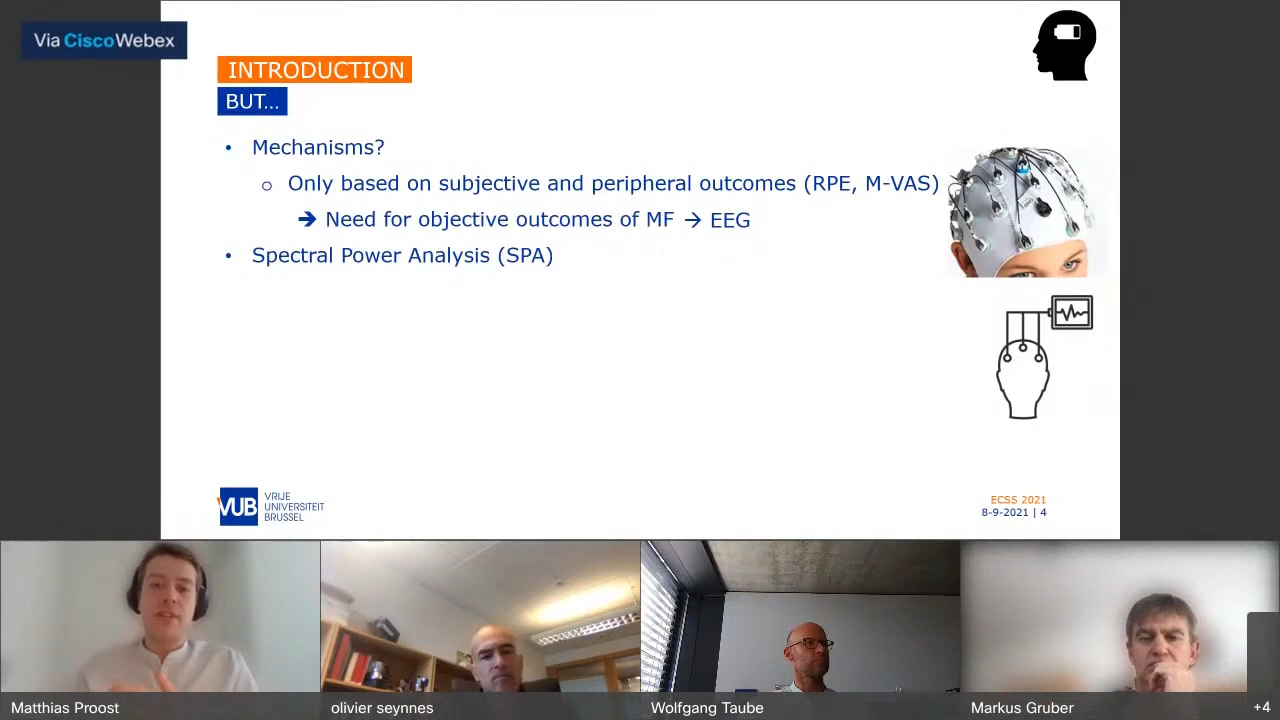 Via Cisco Webex
INTRODUCTION
BUT...
• Mechanisms?
o Only based on subjective and peripheral outcomes (RPE, M-VAS)
➔ Need for objective outcomes of MF → EEG
• Spectral Power Analysis (SPA)
VUB
VRIJE
UNIVERSITEIT
BRUSSEL
ECSS 2021
8-9-2021 | 4
Matthias Proost
olivier seynnes
Wolfgang Taube
Markus Gruber
+4